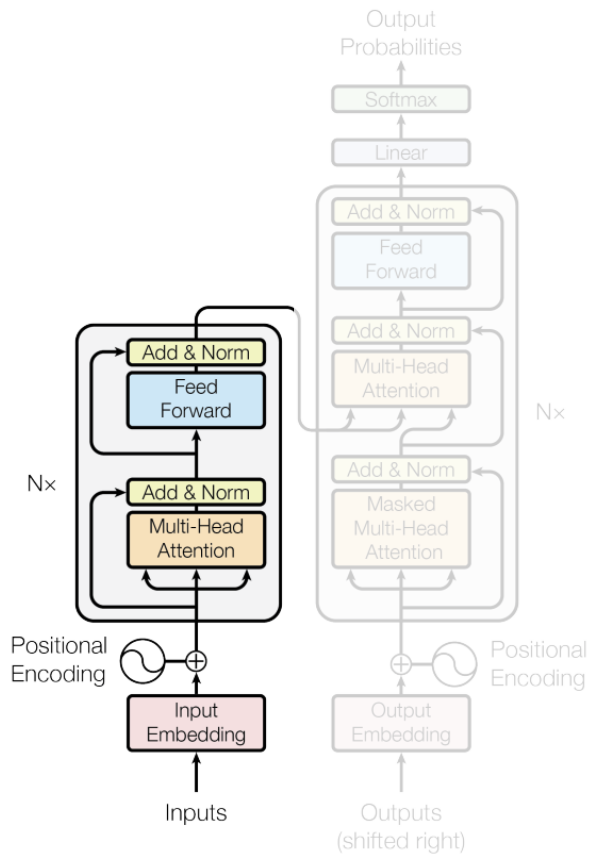 Output
Probabilities
Softmax
Linear
Add & Norm
Feed
Forward
Add & Norm
Multi-Head
Attention
Add & Norm
Feed
Forward
N×
Add & Norm
Masked
Multi-Head
Attention
N×
Add & Norm
Multi-Head
Attention
Positional
Encoding
Positional
Encoding
Input
Embedding
Output
Embedding
Inputs
Outputs
(shifted right)